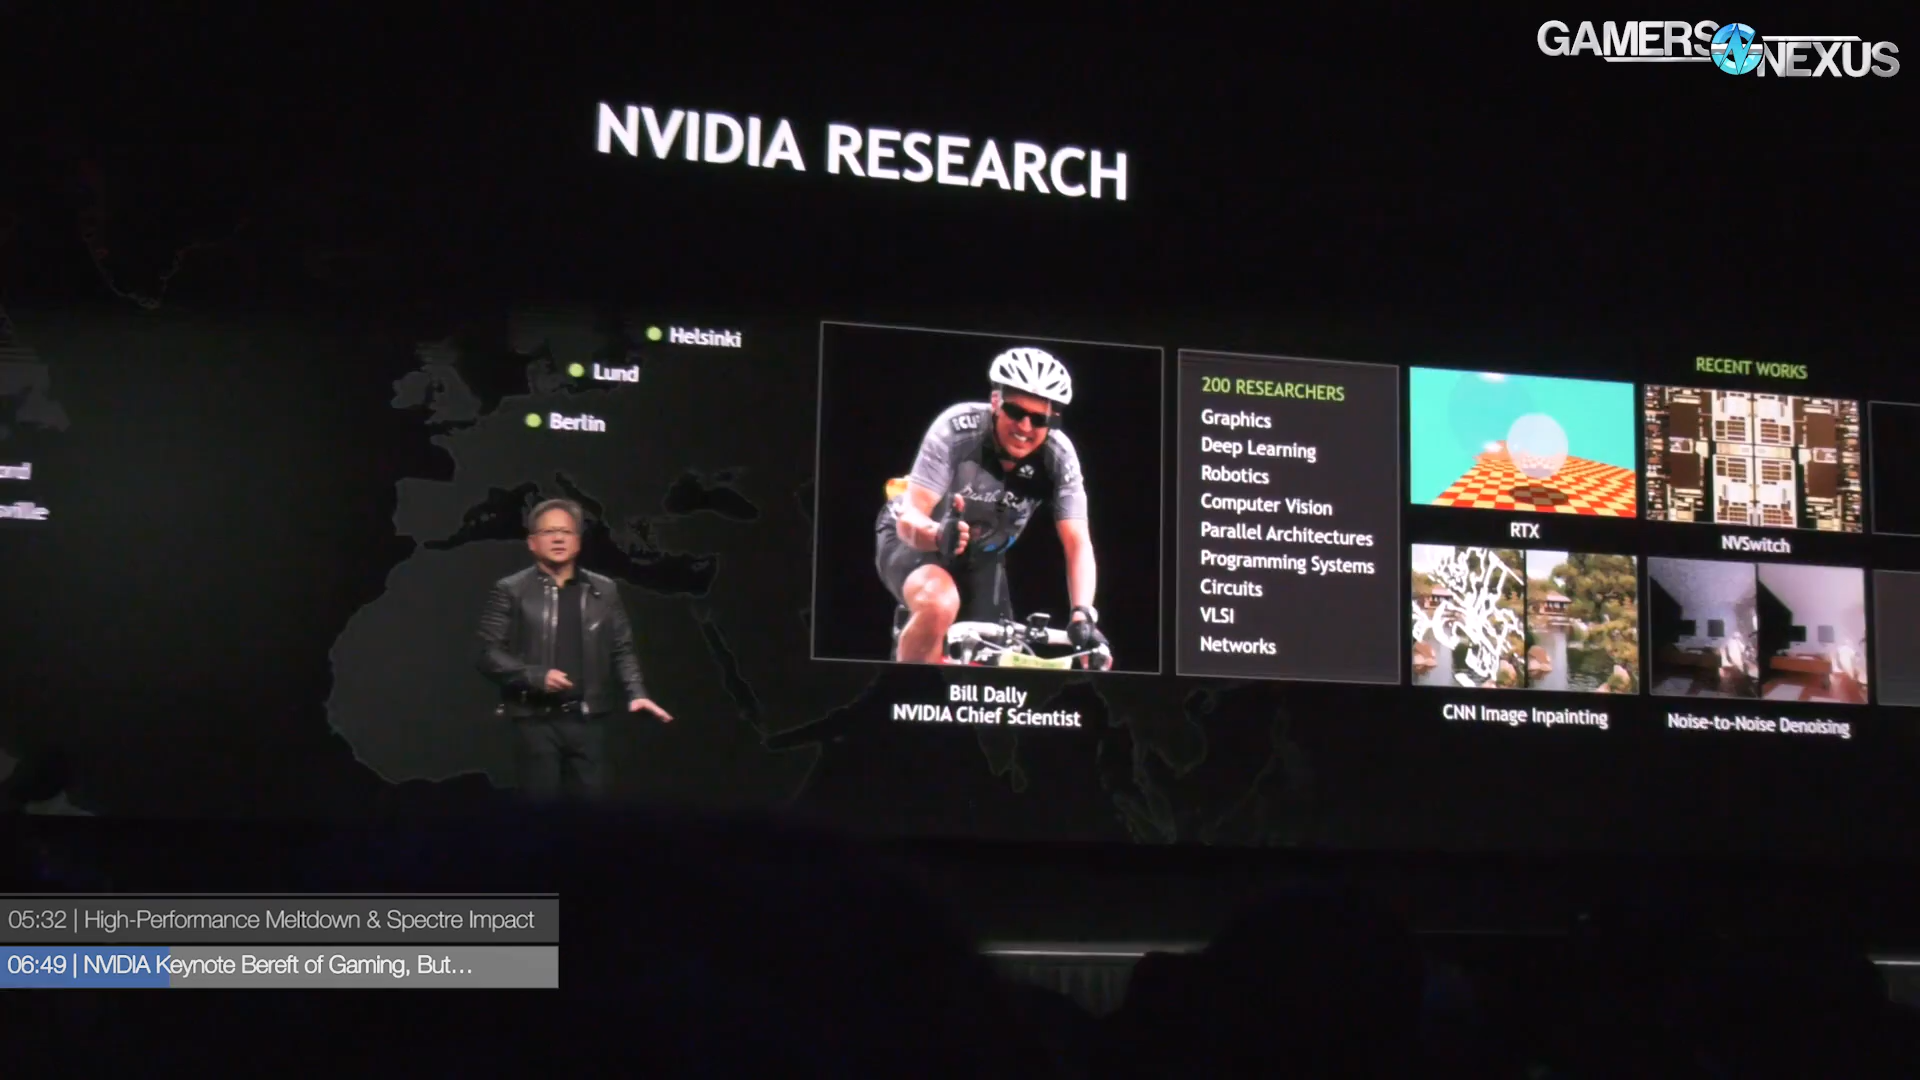 GAMERS NEXUS
NVIDIA RESEARCH
Helsinki
Lund
Berlin
Bill Dally
NVIDIA Chief Scientist
200 RESEARCHERS
Graphics
Deep Learning
Robotics
Computer Vision
Parallel Architectures
Programming Systems
Circuits
VLSI
Networks
RECENT WORKS
RTX
NVSwitch
CNN Image Inpainting
Noise-to-Noise Denoising
05:32 | High-Performance Meltdown & Spectre Impact
06:49 | NVIDIA Keynote Bereft of Gaming, But...